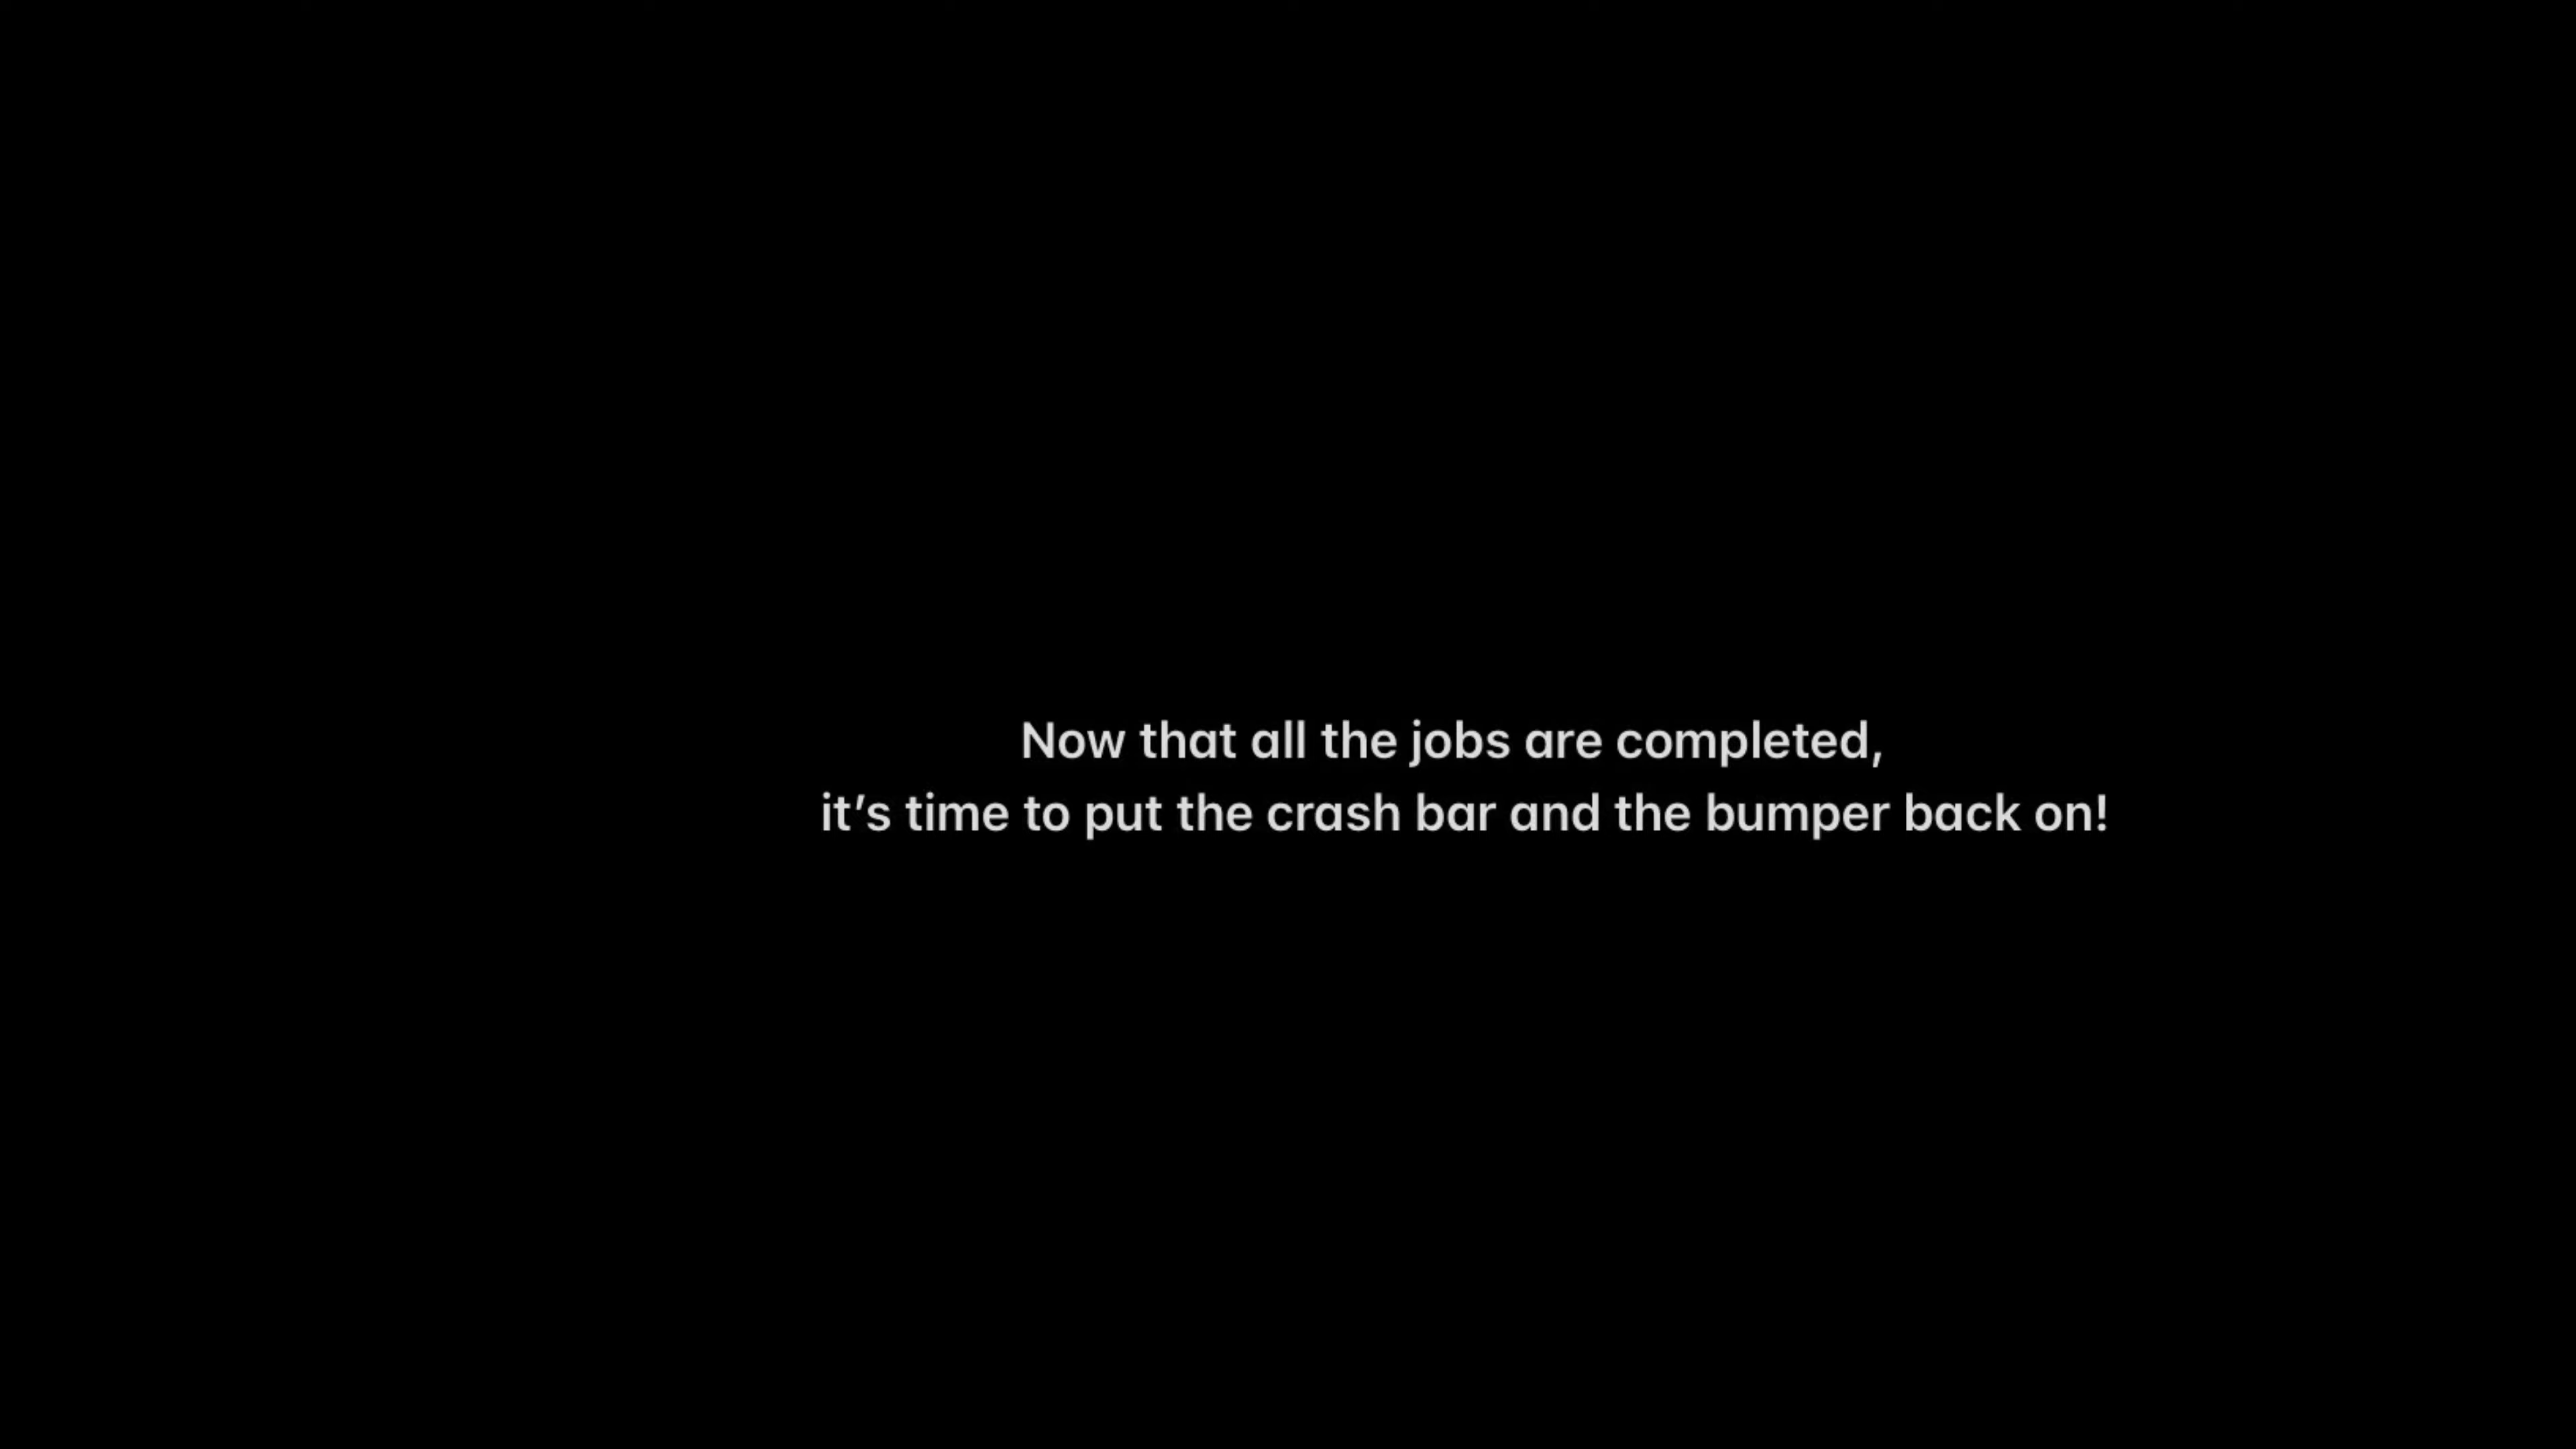 Now that all the jobs are completed,
it’s time to put the crash bar and the bumper back on!